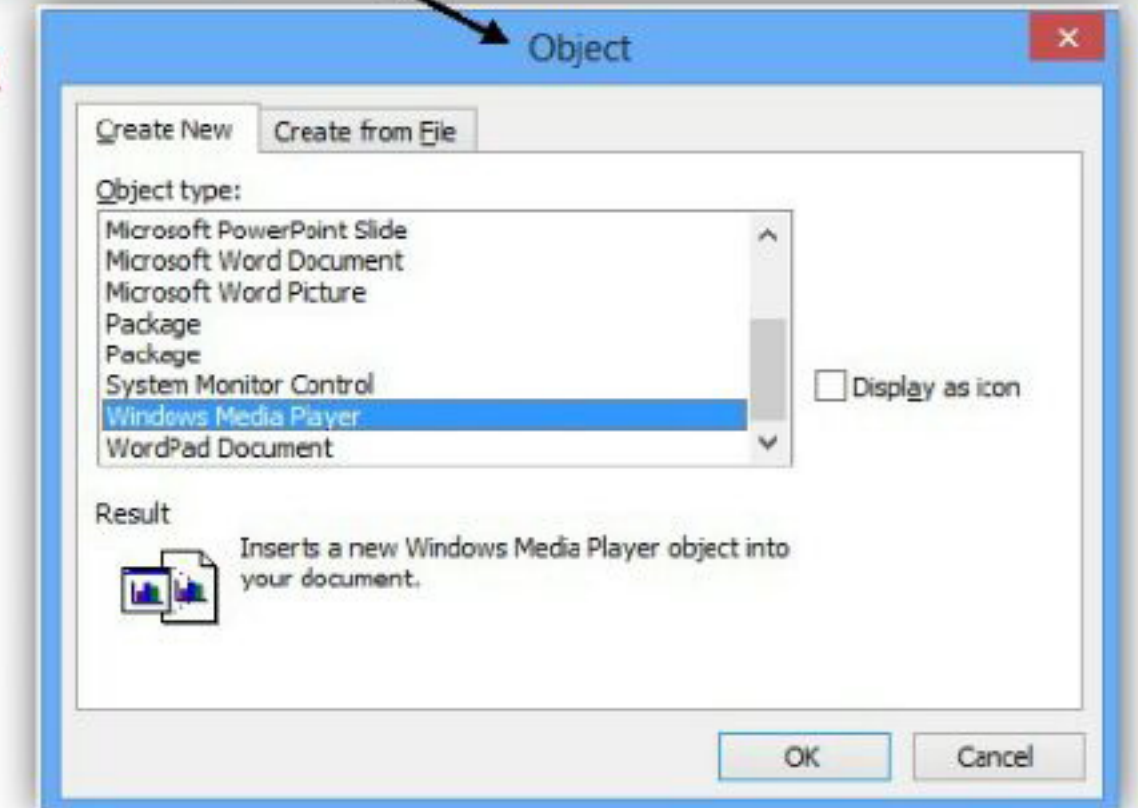 Object
Create New
Create from File
Object type:
Microsoft PowerPoint Slide
Microsoft Word Document
Microsoft Word Picture
Package
Package
System Monitor Control
Windows Media Player
WordPad Document
Display as icon
Result
Inserts a new Windows Media Player object into
your document.
OK
Cancel